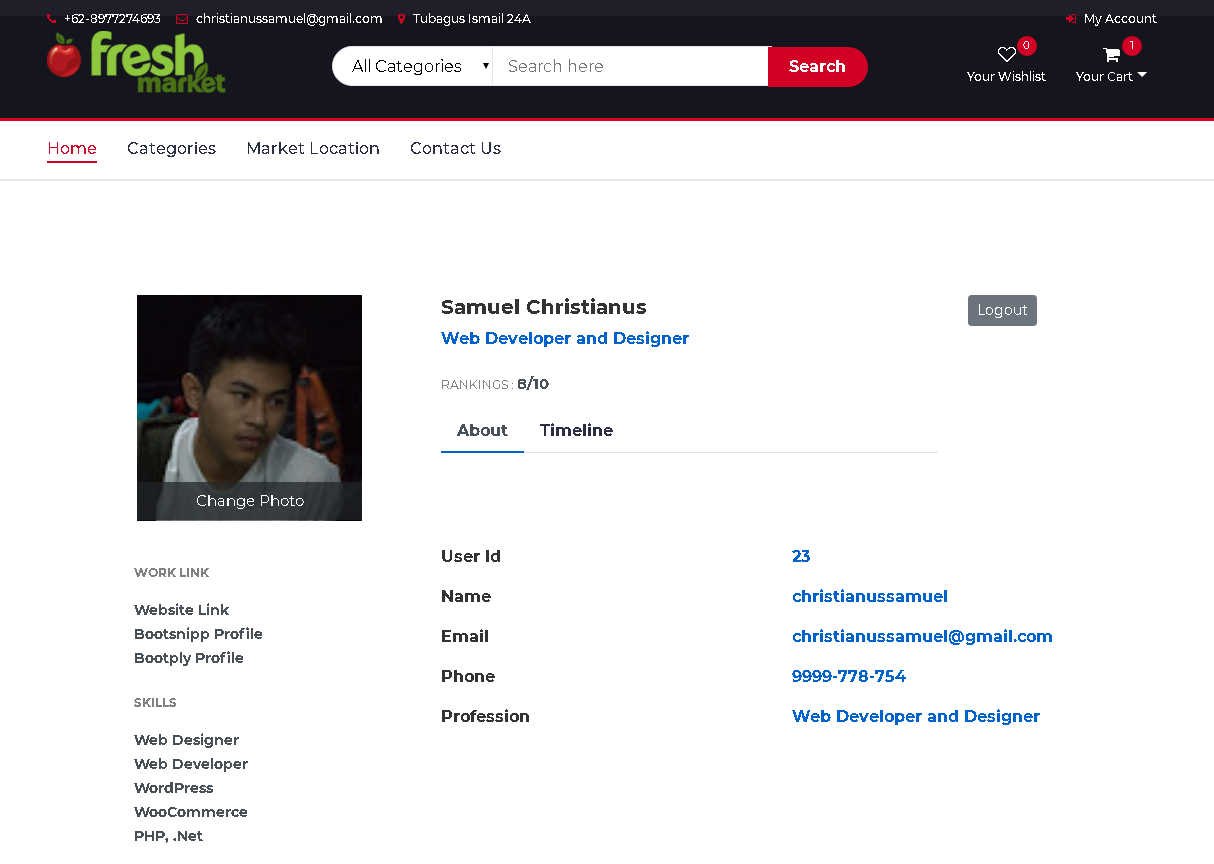 +62-8977274693 christianussamuel@gmail.com Tubagus Ismail 24A My Account
fresh
market
All Categories Search here Search
0
Your Wishlist
1
Your Cart
Home Categories Market Location Contact Us
Samuel Christianus
Logout
Web Developer and Designer
RANKINGS : 8/10
About Timeline
Change Photo
WORK LINK
Website Link
Bootsnipp Profile
Bootply Profile
SKILLS
Web Designer
Web Developer
WordPress
WooCommerce
PHP, .Net
User Id 23
Name christianussamuel
Email christianussamuel@gmail.com
Phone 9999-778-754
Profession Web Developer and Designer